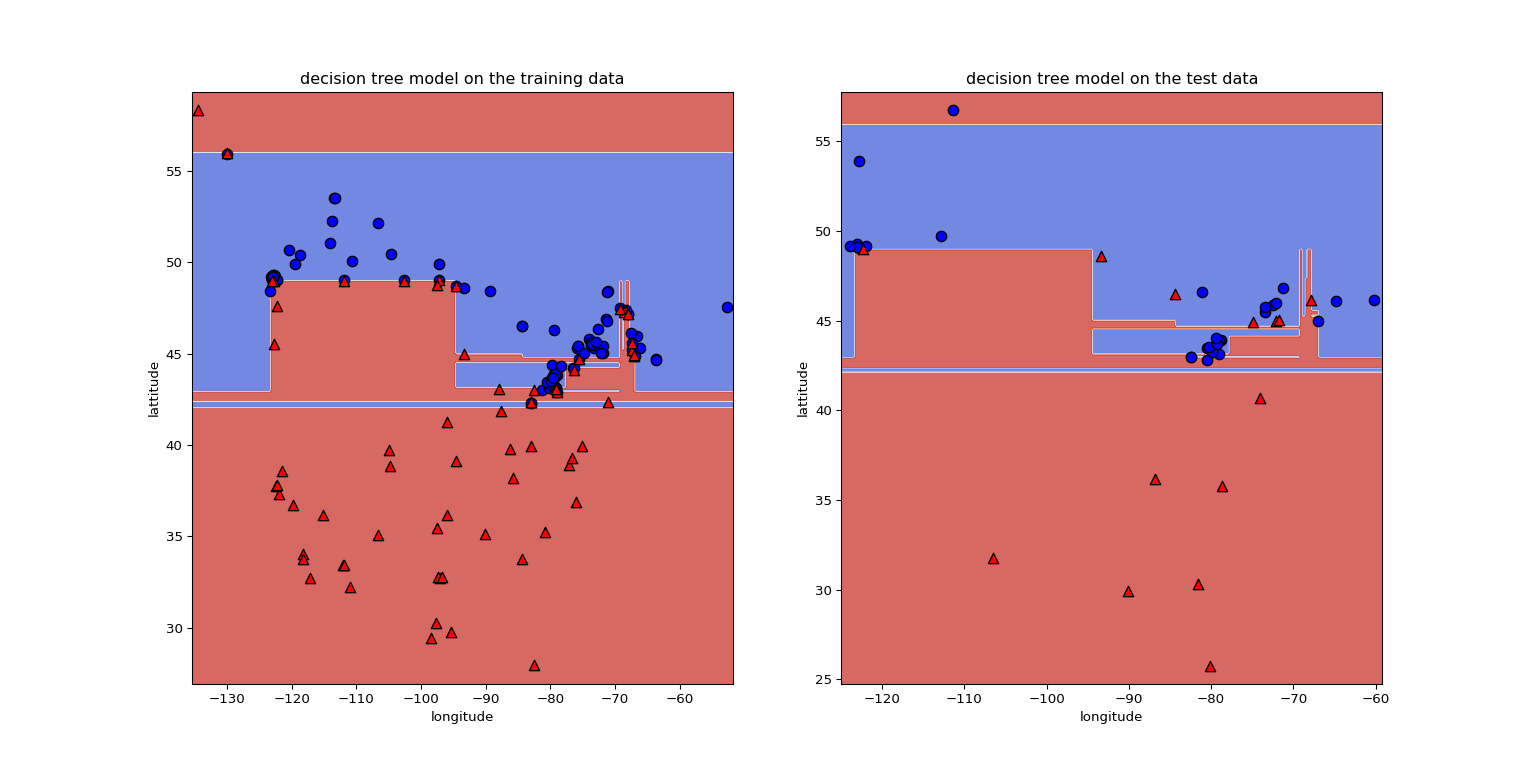 decision tree model on the training data
55
50
45
40
35
30
lattitude
−130 −120 −110 −100 −90 −80 −70 −60
longitude
decision tree model on the test data
55
50
45
40
35
30
25
lattitude
−120 −110 −100 −90 −80 −70 −60
longitude